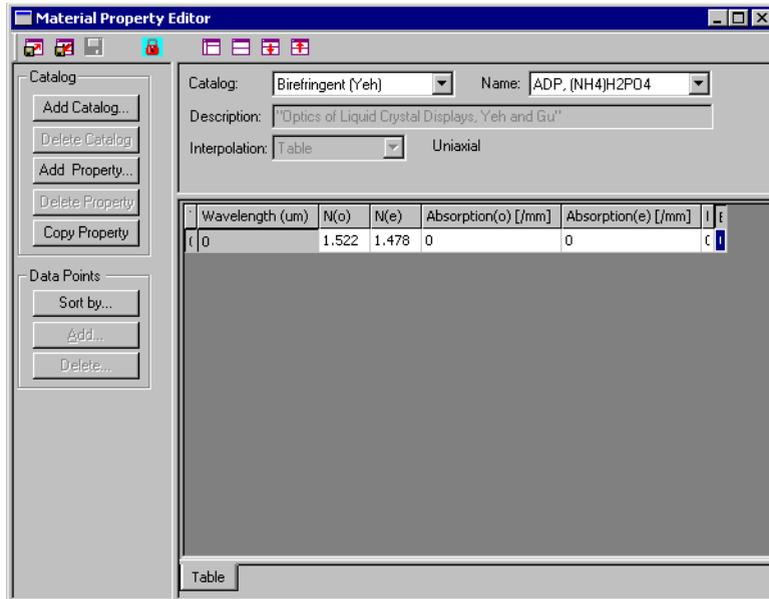 Material Property Editor
Catalog
Add Catalog...
Delete Catalog
Add Property...
Delete Property
Copy Property
Data Points
Sort by...
Add...
Delete...
Catalog: Birefringent (Yeh) Name: ADP, (NH4)H2PO4
Description: "Optics of Liquid Crystal Displays, Yeh and Gu"
Interpolation: Table Uniaxial
Wavelength (um) N(o) N(e) Absorption(o) [/mm] Absorption(e) [/mm]
0 1.522 1.478 0 0
Table